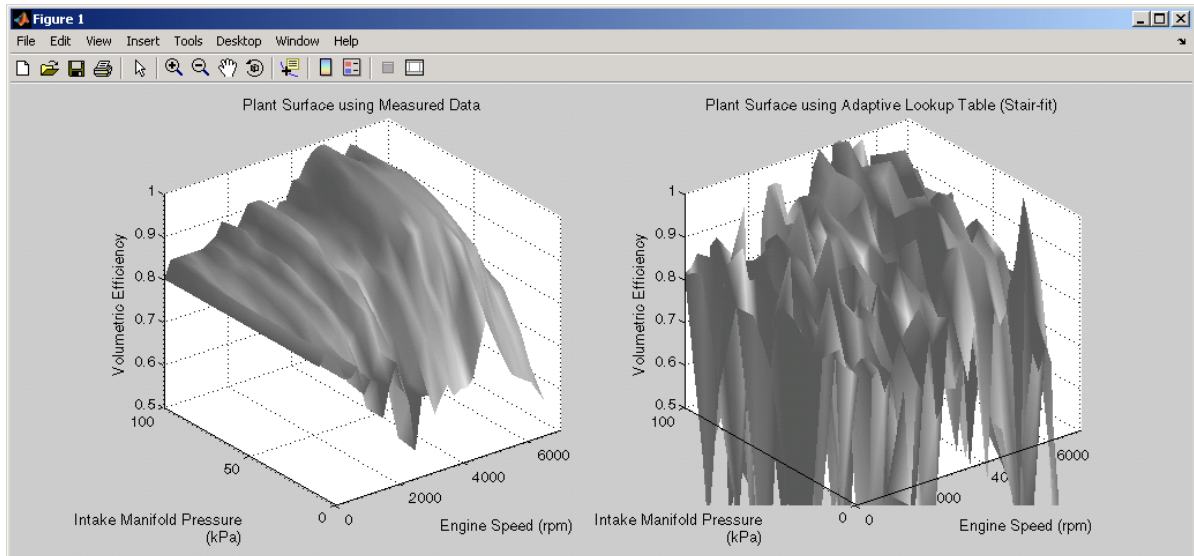 Figure 1
File Edit View Insert Tools Desktop Window Help
Plant Surface using Measured Data
1
0.9
0.8
0.7
0.6
0.5
Volumetric Efficiency
100
50
0
Intake Manifold Pressure
(kPa)
0
2000
4000
6000
Engine Speed (rpm)
Plant Surface using Adaptive Lookup Table (Stair-fit)
1
0.9
0.8
0.7
0.6
0.5
Volumetric Efficiency
100
0
Intake Manifold Pressure
(kPa)
0
000
40
6000
Engine Speed (rpm)